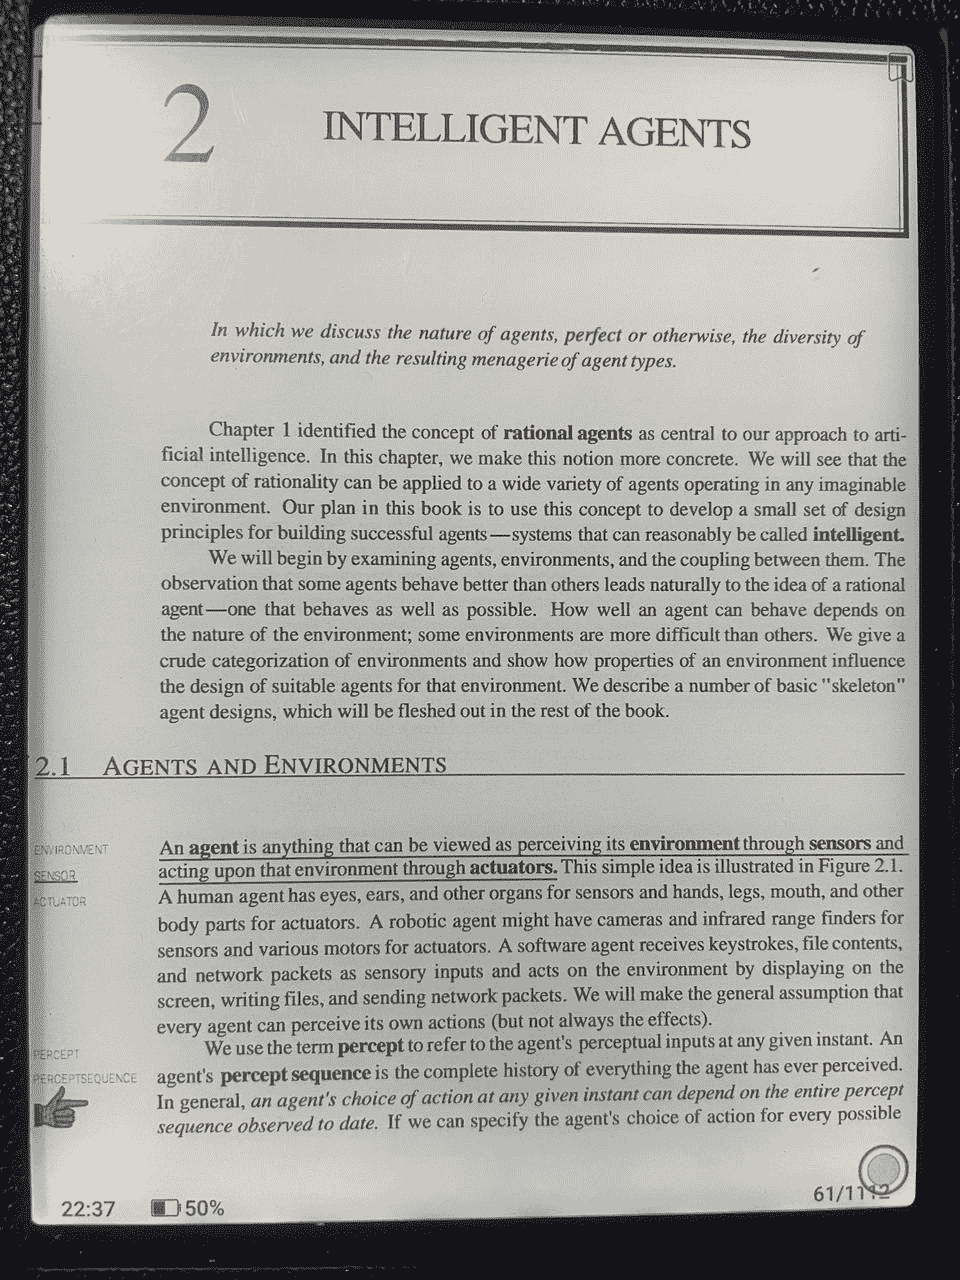 2
INTELLIGENT AGENTS
In which we discuss the nature of agents, perfect or otherwise, the diversity of
environments, and the resulting menagerie of agent types.
Chapter 1 identified the concept of rational agents as central to our approach to arti-
ficial intelligence. In this chapter, we make this notion more concrete. We will see that the
concept of rationality can be applied to a wide variety of agents operating in any imaginable
environment. Our plan in this book is to use this concept to develop a small set of design
principles for building successful agents—systems that can reasonably be called intelligent.
We will begin by examining agents, environments, and the coupling between them. The
observation that some agents behave better than others leads naturally to the idea of a rational
agent—one that behaves as well as possible. How well an agent can behave depends on
the nature of the environment; some environments are more difficult than others. We give a
crude categorization of environments and show how properties of an environment influence
the design of suitable agents for that environment. We describe a number of basic "skeleton"
agent designs, which will be fleshed out in the rest of the book.
2.1 AGENTS AND ENVIRONMENTS
ENVIRONMENT
SENSOR
ACTUATOR
An agent is anything that can be viewed as perceiving its environment through sensors and
acting upon that environment through actuators. This simple idea is illustrated in Figure 2.1.
A human agent has eyes, ears, and other organs for sensors and hands, legs, mouth, and other
body parts for actuators. A robotic agent might have cameras and infrared range finders for
sensors and various motors for actuators. A software agent receives keystrokes, file contents,
and network packets as sensory inputs and acts on the environment by displaying on the
screen, writing files, and sending network packets. We will make the general assumption that
every agent can perceive its own actions (but not always the effects).
PERCEPT
PERCEPTSEQUENCE
We use the term percept to refer to the agent's perceptual inputs at any given instant. An
agent's percept sequence is the complete history of everything the agent has ever perceived.
In general, an agent's choice of action at any given instant can depend on the entire percept
sequence observed to date. If we can specify the agent's choice of action for every possible
22:37 50%
61/1112